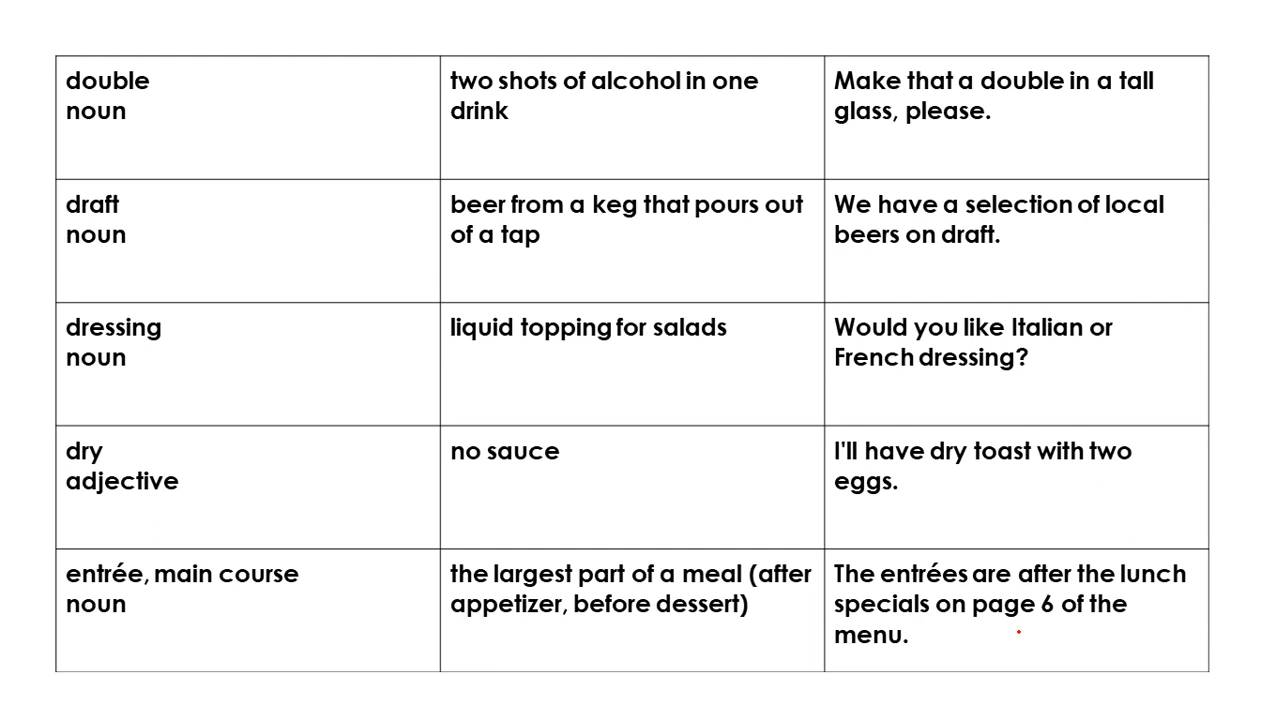 double
noun
two shots of alcohol in one
drink
Make that a double in a tall
glass, please.
draft
noun
beer from a keg that pours out
of a tap
We have a selection of local
beers on draft.
dressing
noun
liquid topping for salads
Would you like Italian or
French dressing?
dry
adjective
no sauce
I'll have dry toast with two
eggs.
entrée, main course
noun
the largest part of a meal (after
appetizer, before dessert)
The entrées are after the lunch
specials on page 6 of the
menu.